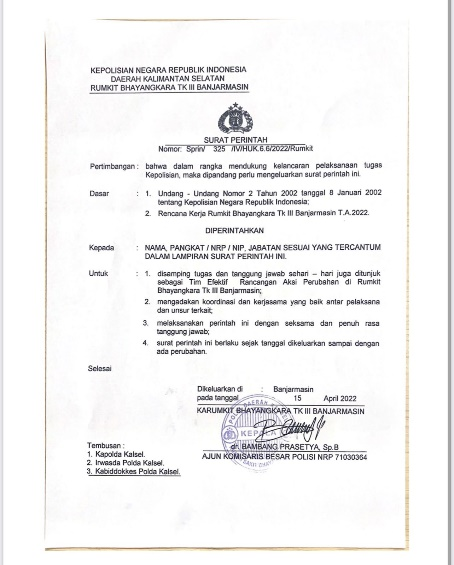 KEPOLISIAN NEGARA REPUBLIK INDONESIA
DAERAH KALIMANTAN SELATAN
RUMKIT BHAYANGKARA TK III BANJARMASIN
SURAT PERINTAH
Nomor: Sprin/ 325 /IV/HUK.6.6/2022/Rumkit
Pertimbangan : bahwa dalam rangka mendukung kelancaran pelaksanaan tugas
Kepolisian, maka dipandang perlu mengeluarkan surat perintah ini.
Dasar : 1. Undang - Undang Nomor 2 Tahun 2002 tanggal 8 Januari 2002
tentang Kepolisian Negara Republik Indonesia;
2. Rencana Kerja Rumkit Bhayangkara Tk III Banjarmasin T.A.2022.
DIPERINTAHKAN
Kepada : NAMA, PANGKAT / NRP / NIP, JABATAN SESUAI YANG TERCANTUM
DALAM LAMPIRAN SURAT PERINTAH INI.
Untuk : 1. disamping tugas dan tanggung jawab sehari – hari juga ditunjuk
sebagai Tim Efektif Rancangan Aksi Perubahan di Rumkit
Bhayangkara Tk III Banjarmasin;
2. mengadakan koordinasi dan kerjasama yang baik antar pelaksana
dan unsur terkait;
3. melaksanakan perintah ini dengan seksama dan penuh rasa
tanggung jawab;
4. surat perintah ini berlaku sejak tanggal dikeluarkan sampai dengan
ada perubahan.
Selesai
Dikeluarkan di : Banjarmasin
pada tanggal 15 April 2022
KARUMKIT BHAYANGKARA TK III BANJARMASIN
KEPALA
dr. BAMBANG PRASETYA, Sp.B
AJUN KOMISARIS BESAR POLISI NRP 71030364
Tembusan :
1. Kapolda Kalsel.
2. Irwasda Polda Kalsel.
3. Kabiddokkes Polda Kalsel.